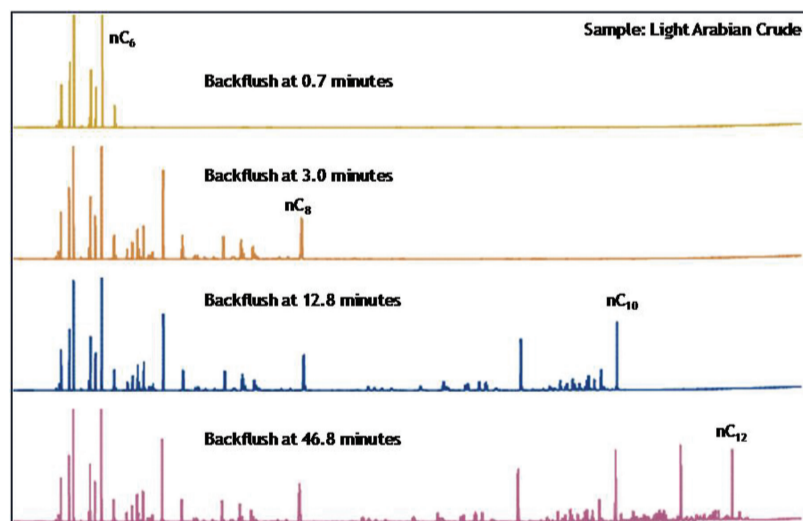 Sample: Light Arabian Crude
nC₆
Backflush at 0.7 minutes
Backflush at 3.0 minutes
nC₈
Backflush at 12.8 minutes
nC₁₀
Backflush at 46.8 minutes
nC₁₂